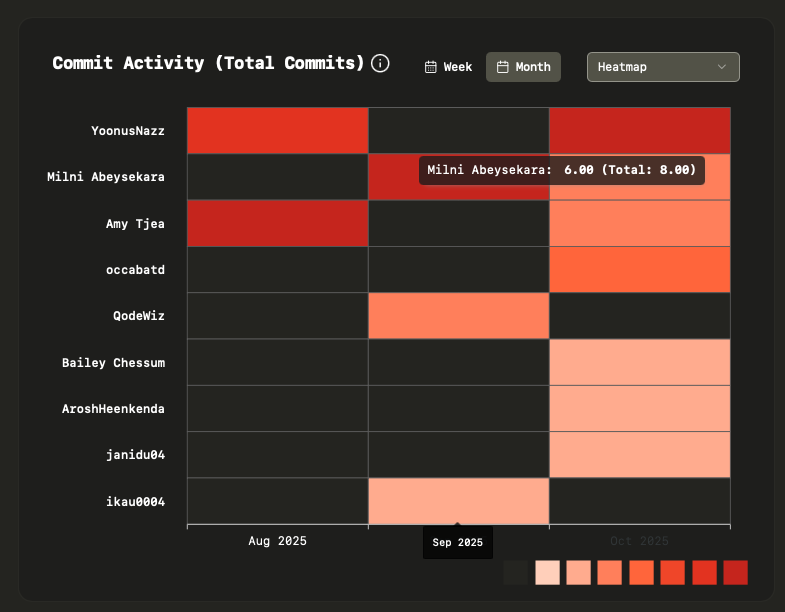 Commit Activity (Total Commits)
Week
Month
Heatmap
YoonusNazz
Milni Abeysekara
Milni Abeysekara: 6.00 (Total: 8.00)
Amy Tjea
occabatd
QodeWiz
Bailey Chessum
AroshHeenkenda
janidu04
ikau0004
Aug 2025
Sep 2025
Oct 2025